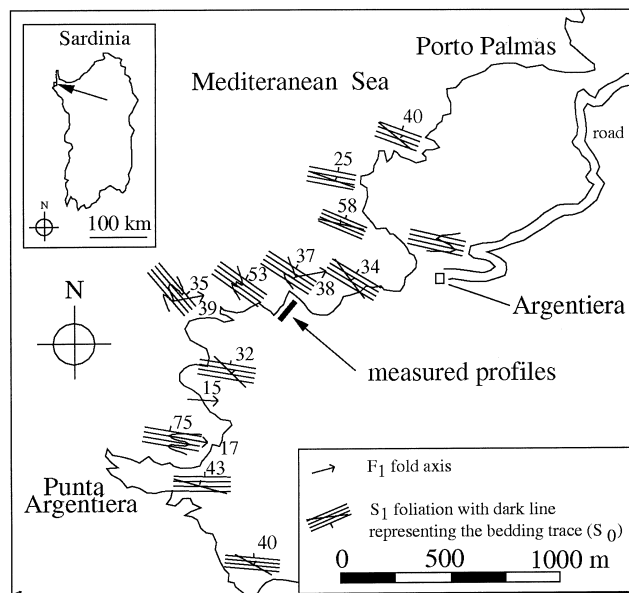 Sardinia
N
100 km
Mediteranean Sea
Porto Palmas
road
40
25
58
37
38
34
53
35
39
N
Argentiera
measured profiles
32
15
75
17
43
Punta
Argentiera
40
F1 fold axis
S1 foliation with dark line
representing the bedding trace (S0)
0 500 1000 m